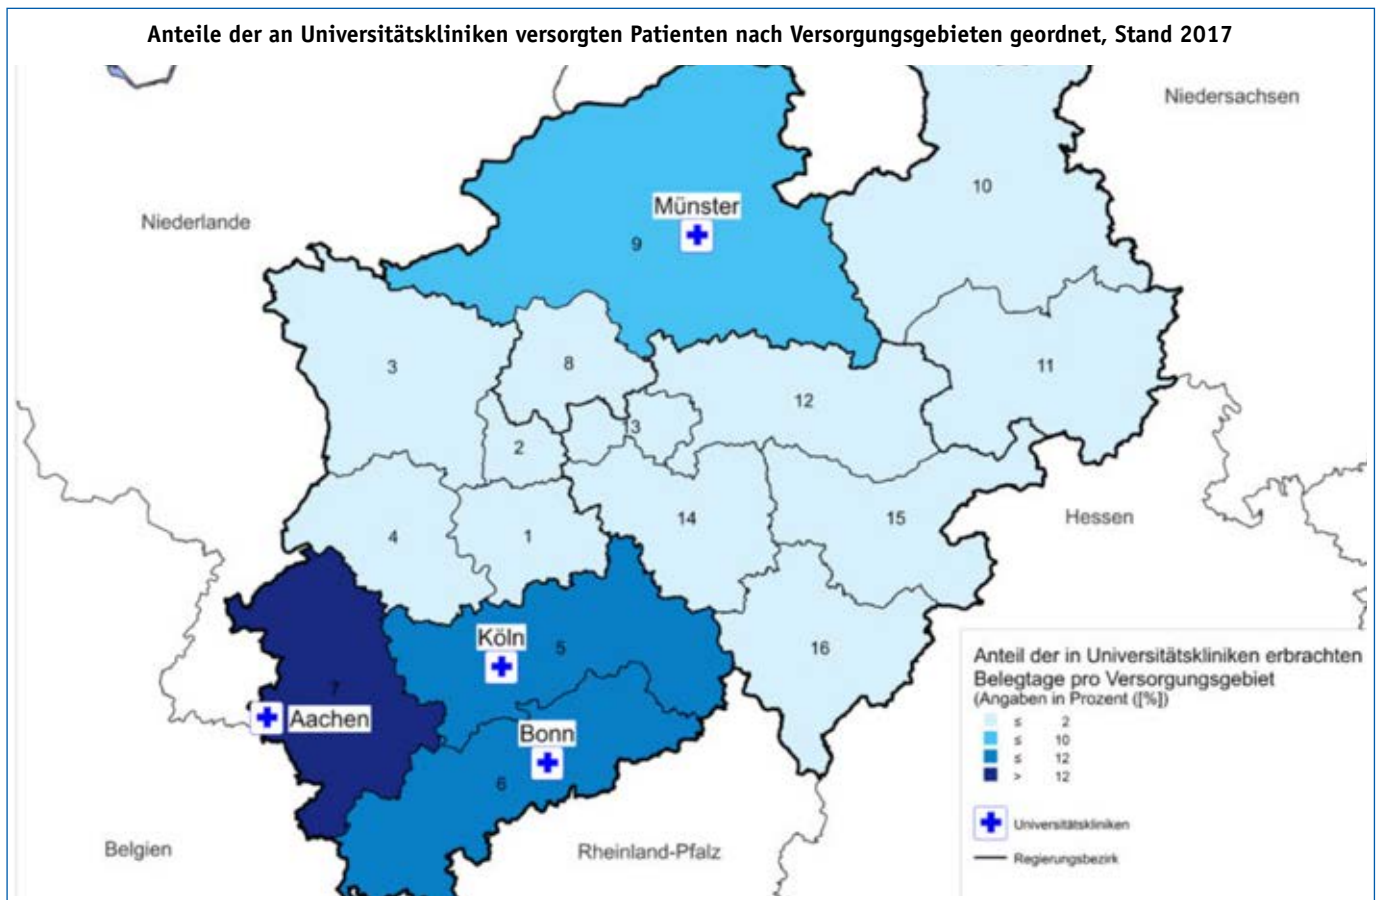 Anteile der an Universitätskliniken versorgten Patienten nach Versorgungsgebieten geordnet, Stand 2017
Niedersachsen
10
Münster
Niederlande
9
3
8
11
12
3
2
14
15
Hessen
4
1
Köln
5
16
7
Aachen
Bonn
6
Belgien
Rheinland-Pfalz
Anteil der in Universitätskliniken erbrachten
Belegtage pro Versorgungsgebiet
(Angaben in Prozent ([%])
≤ 2
≤ 10
≤ 12
> 12
Universitätskliniken
Regierungsbezirk